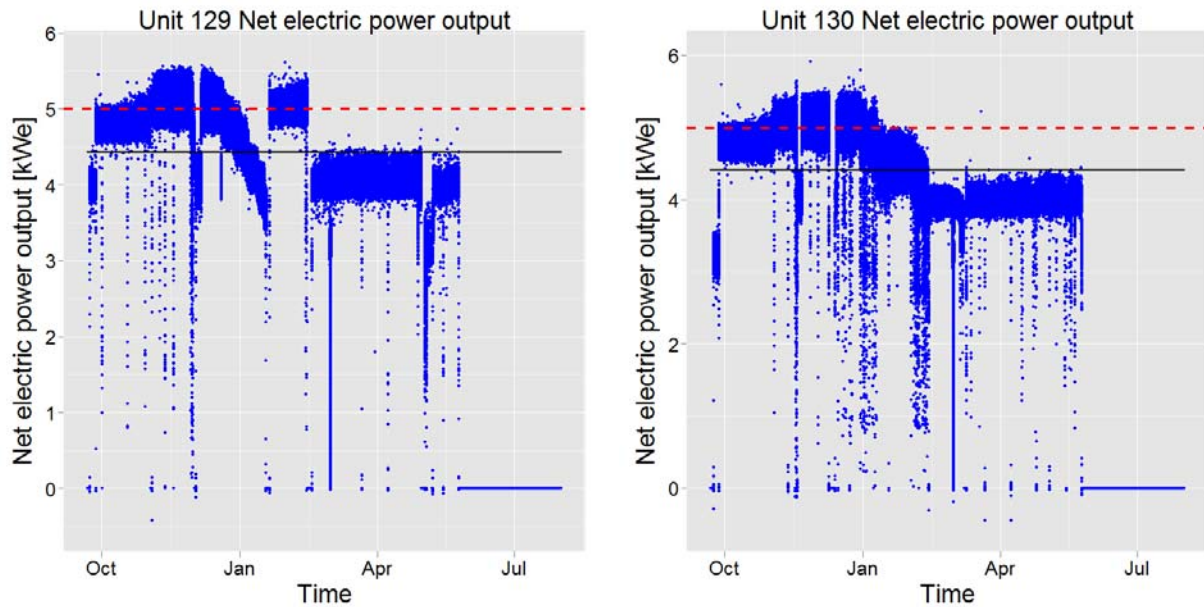 Unit 129 Net electric power output
Net electric power output [kWe]
6
5
4
3
2
1
0
Oct
Jan
Apr
Jul
Time
Unit 130 Net electric power output
Net electric power output [kWe]
6
4
2
0
Oct
Jan
Apr
Jul
Time